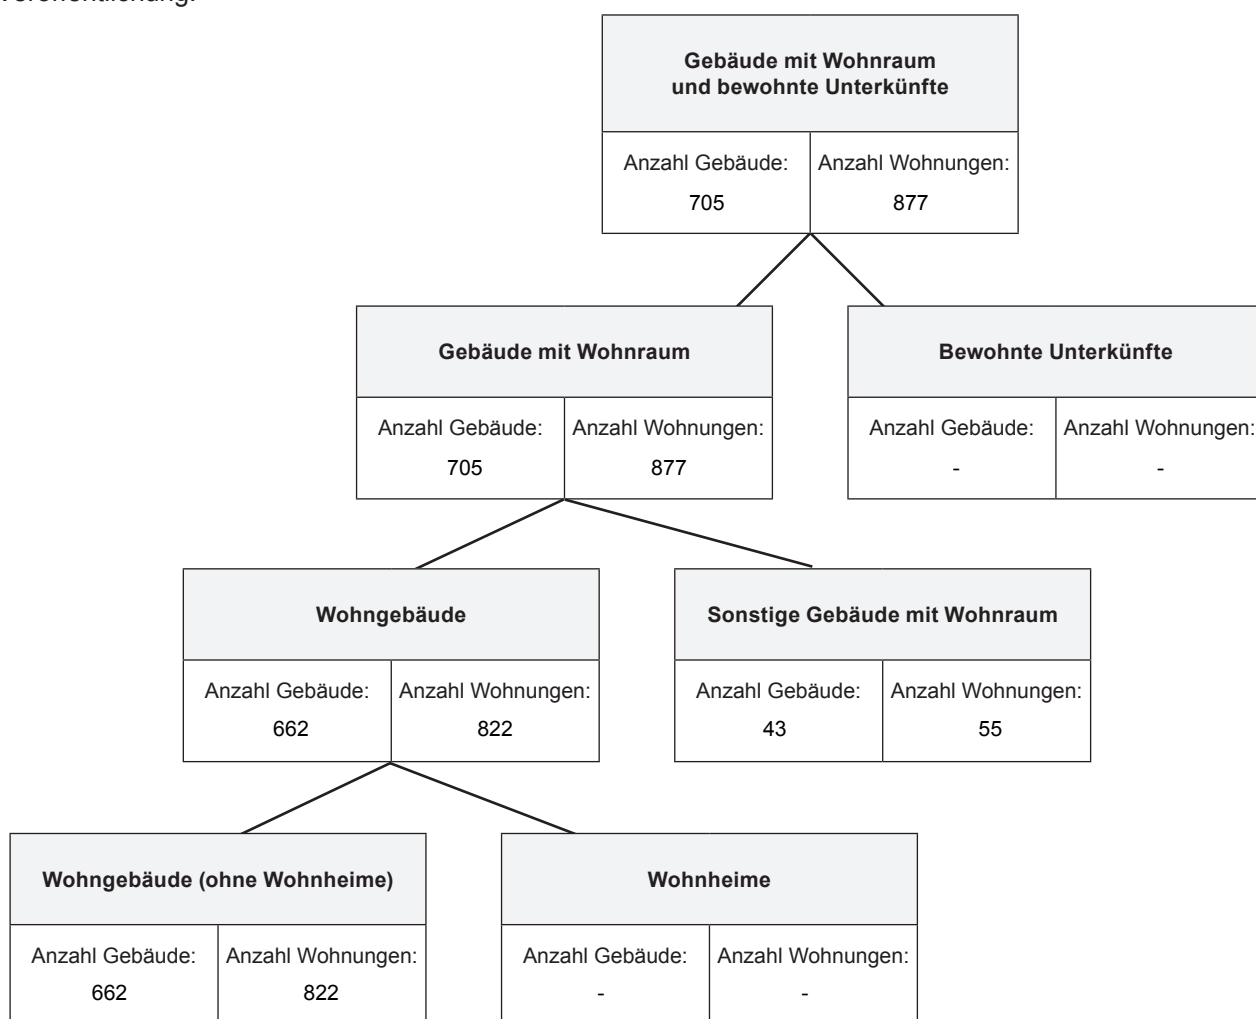 Veröffentlichung.
Gebäude mit Wohnraum
und bewohnte Unterkünfte
Anzahl Gebäude: Anzahl Wohnungen:
705 877
Gebäude mit Wohnraum
Anzahl Gebäude: Anzahl Wohnungen:
705 877
Bewohnte Unterkünfte
Anzahl Gebäude: Anzahl Wohnungen:
- -
Wohngebäude
Anzahl Gebäude: Anzahl Wohnungen:
662 822
Sonstige Gebäude mit Wohnraum
Anzahl Gebäude: Anzahl Wohnungen:
43 55
Wohngebäude (ohne Wohnheime)
Anzahl Gebäude: Anzahl Wohnungen:
662 822
Wohnheime
Anzahl Gebäude: Anzahl Wohnungen:
- -